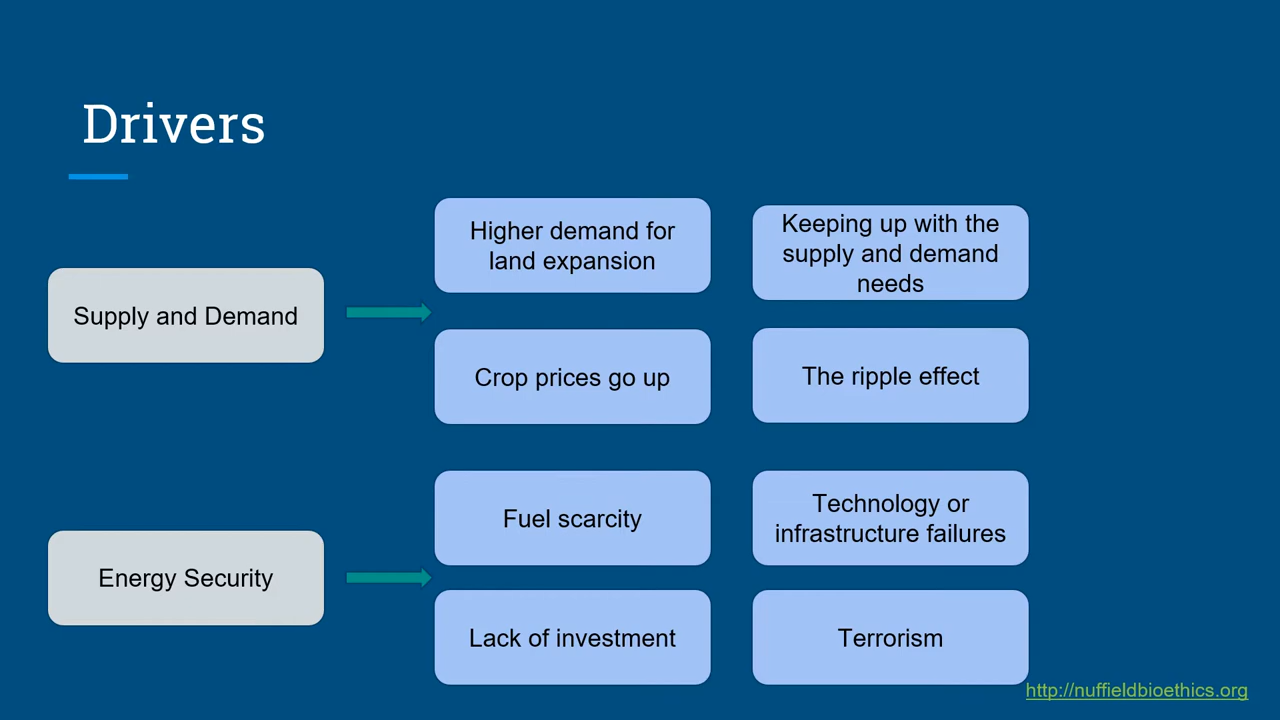 Drivers
Supply and Demand
Higher demand for
land expansion
Keeping up with the
supply and demand
needs
Crop prices go up
The ripple effect
Energy Security
Fuel scarcity
Technology or
infrastructure failures
Lack of investment
Terrorism
http://nuffieldbioethics.org